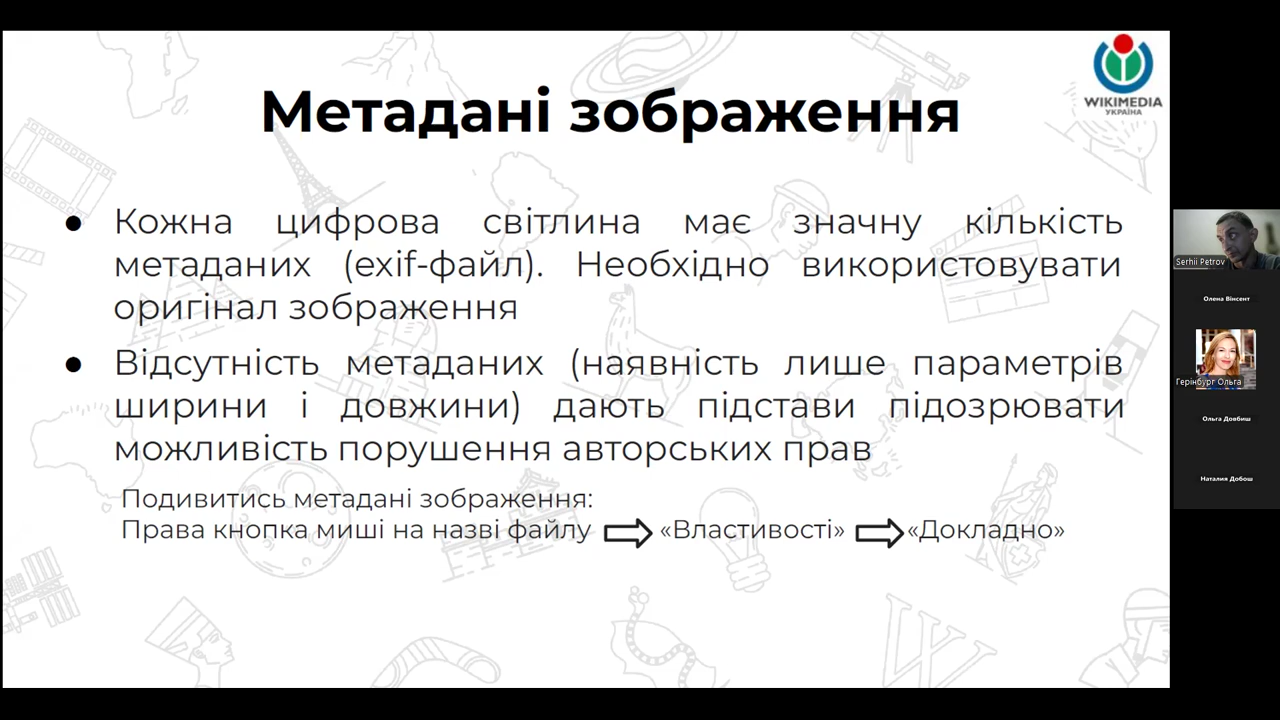 Метадані зображення
WIKIMEDIA
УКРАЇНА
● Кожна цифрова світлина має значну кількість
метаданих (exif-файл). Необхідно використовувати
оригінал зображення
● Відсутність метаданих (наявність лише параметрів
ширини і довжини) дають підстави підозрювати
можливість порушення авторських прав
Подивитись метадані зображення:
Права кнопка миші на назві файлу «Властивості» «Докладно»
Serhii Petrov
Олена Вінсент
Герінбург Ольга
Ольга Довбиш
Наталия Добош